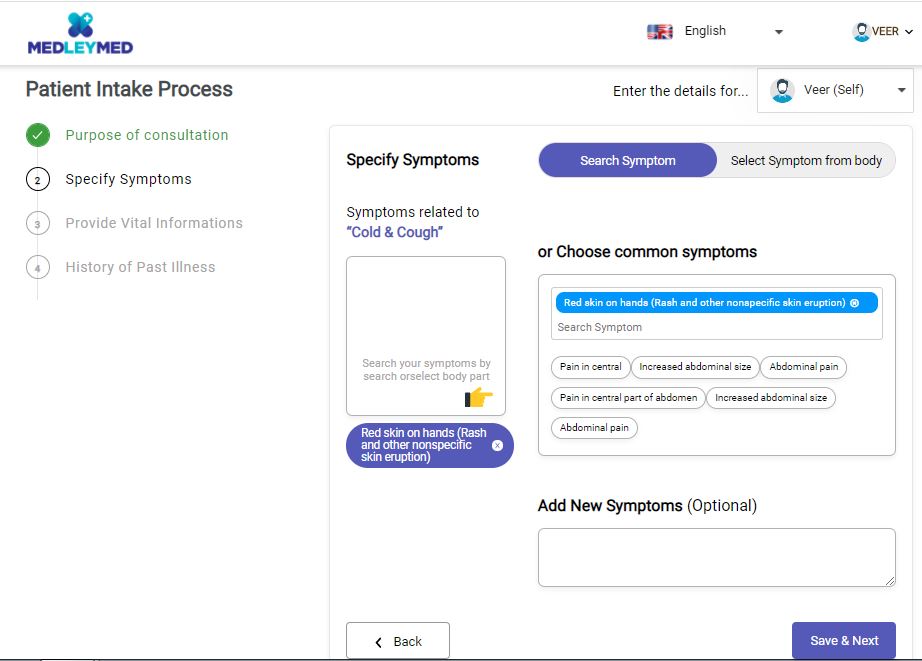 MEDLEYMED
English
VEER
Patient Intake Process
Enter the details for...
Veer (Self)
Purpose of consultation
2
Specify Symptoms
3
Provide Vital Informations
4
History of Past Illness
Specify Symptoms
Search Symptom
Select Symptom from body
Symptoms related to
“Cold & Cough”
Search your symptoms by
search orselect body part
Red skin on hands (Rash
and other nonspecific
skin eruption)
or Choose common symptoms
Red skin on hands (Rash and other nonspecific skin eruption)
Search Symptom
Pain in central
Increased abdominal size
Abdominal pain
Pain in central part of abdomen
Increased abdominal size
Abdominal pain
Add New Symptoms (Optional)
Back
Save & Next